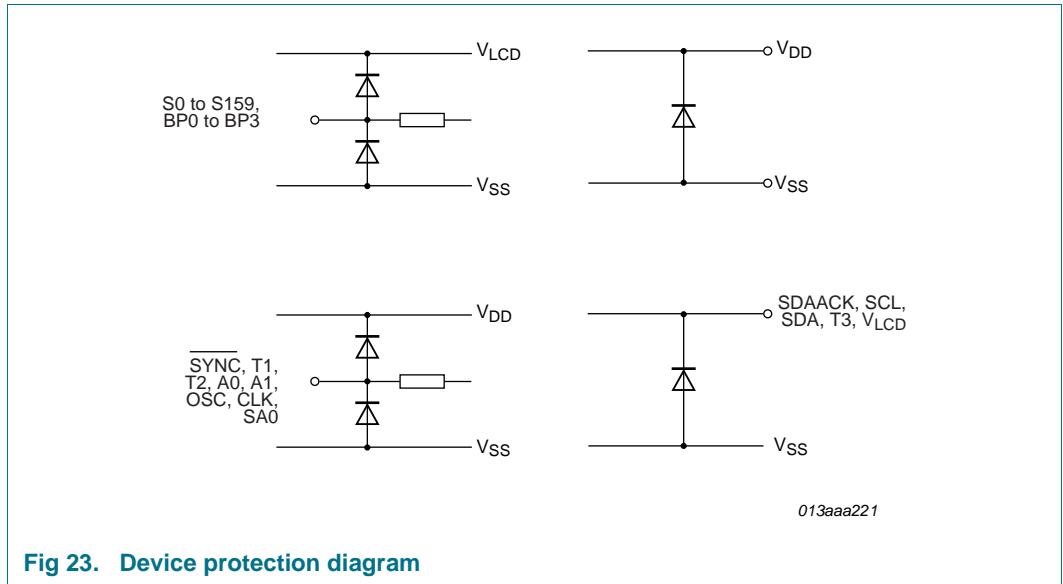 VLCD
S0 to S159,
BP0 to BP3
VSS
VDD
VSS
VDD
SYNC, T1,
T2, A0, A1,
OSC, CLK,
SA0
VSS
SDAACK, SCL,
SDA, T3, VLCD
VSS
013aaa221
Fig 23. Device protection diagram